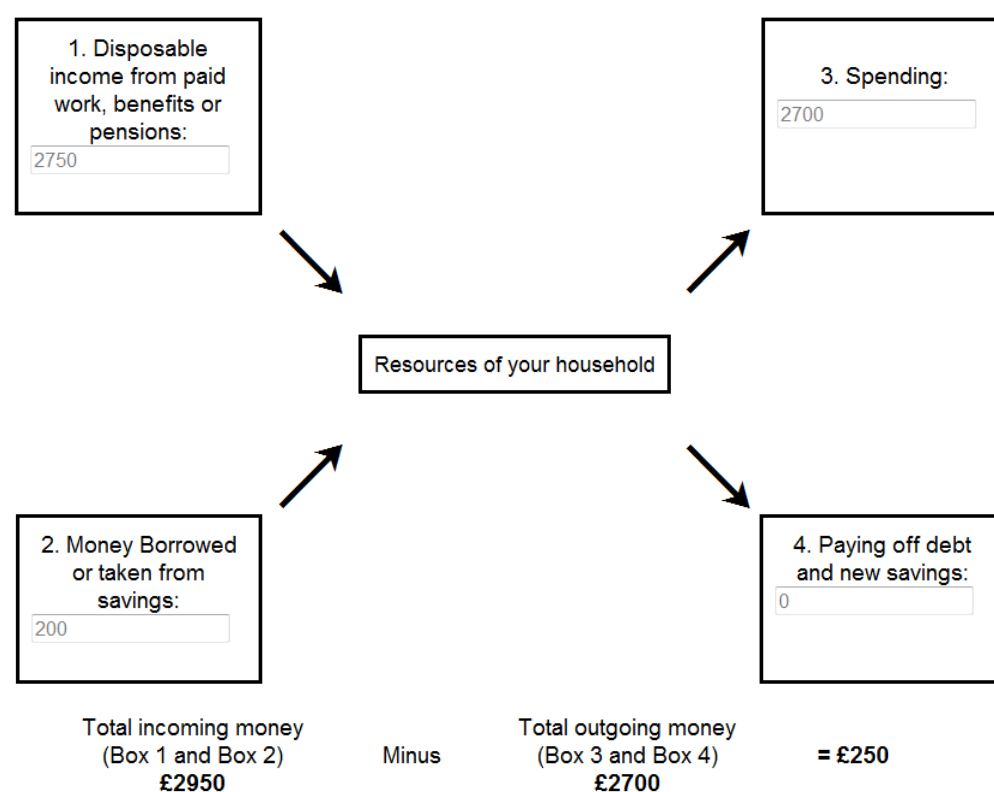 1. Disposable
income from paid
work, benefits or
pensions:
2750
3. Spending:
2700
Resources of your household
2. Money Borrowed
or taken from
savings:
200
4. Paying off debt
and new savings:
0
Total incoming money
(Box 1 and Box 2)
£2950
Minus
Total outgoing money
(Box 3 and Box 4)
£2700
= £250